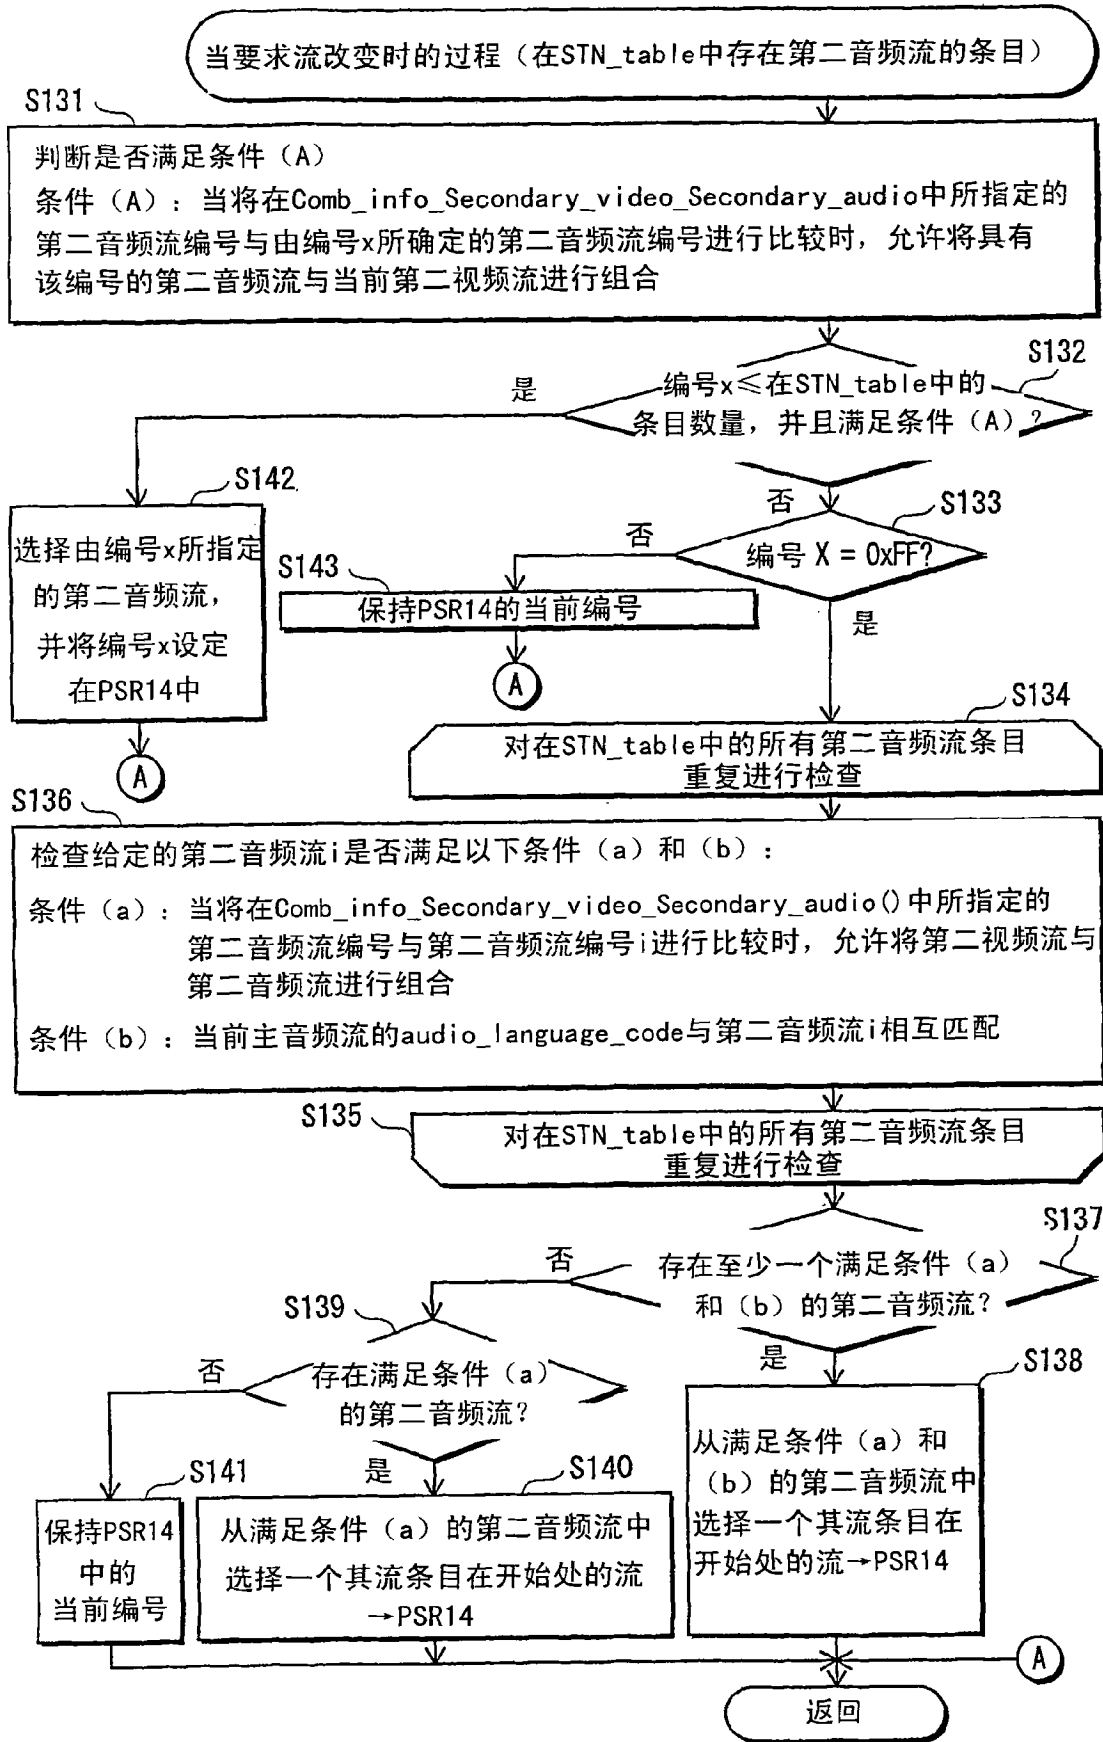 当要求流改变时的过程（在STN_table中存在第二音频流的条目）
S131
判断是否满足条件（A）
条件（A）：当将在Comb_info_Secondary_video_Secondary_audio中所指定的
第二音频流编号与由编号x所确定的第二音频流编号进行比较时，允许将具有
该编号的第二音频流与当前第二视频流进行组合
S132
编号x≤在STN_table中的
条目数量，并且满足条件（A）？
是
否
S142
选择由编号x所指定
的第二音频流，
并将编号x设定
在PSR14中
A
S133
编号 X = 0xFF?
否
是
S143
保持PSR14的当前编号
A
S134
对在STN_table中的所有第二音频流条目
重复进行检查
S136
检查给定的第二音频流i是否满足以下条件（a）和（b）：
条件（a）：当将在Comb_info_Secondary_video_Secondary_audio()中所指定的
第二音频流编号与第二音频流编号i进行比较时，允许将第二视频流与
第二音频流进行组合
条件（b）：当前主音频流的audio_language_code与第二音频流i相互匹配
S135
对在STN_table中的所有第二音频流条目
重复进行检查
S137
存在至少一个满足条件（a）
和（b）的第二音频流？
否
是
S139
存在满足条件（a）
的第二音频流？
否
是
S138
从满足条件（a）和
（b）的第二音频流中
选择一个其流条目在
开始处的流→PSR14
S141
保持PSR14
中的
当前编号
S140
从满足条件（a）的第二音频流中
选择一个其流条目在开始处的流
→PSR14
A
返回